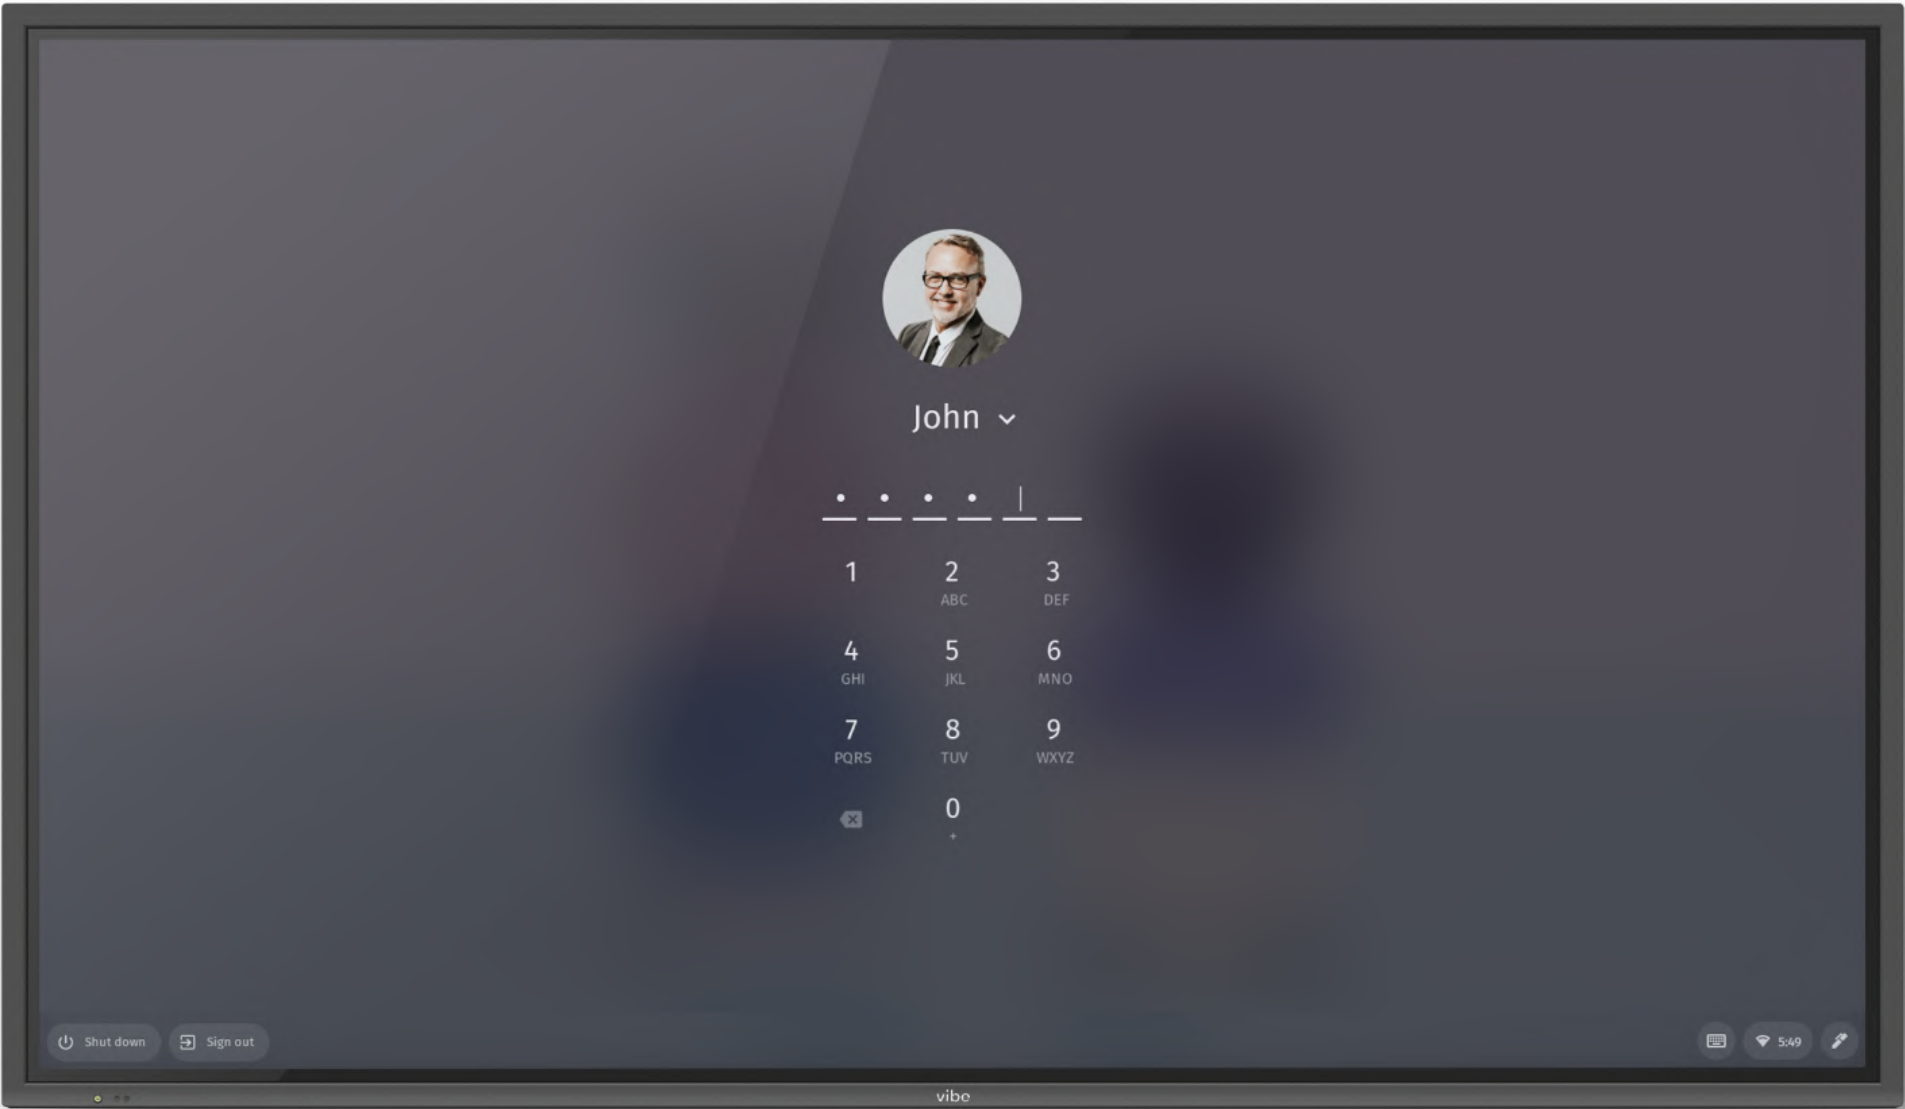 John
1 2 3
ABC DEF
4 5 6
GHI JKL MNO
7 8 9
PQRS TUV WXYZ
0
+
Shut down Sign out 5:49
vibe